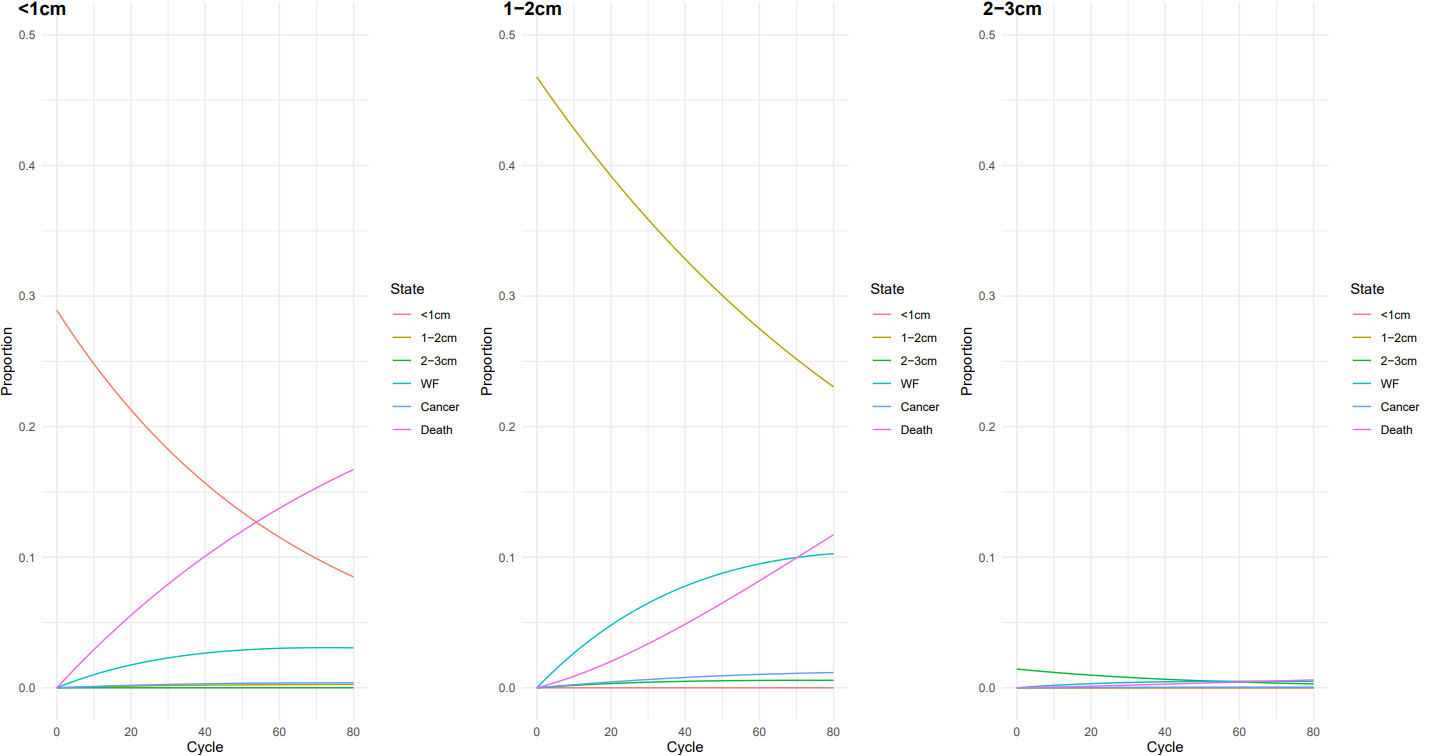 <1cm
0.5
0.4
0.3
0.2
0.1
0.0
Proportion
0 20 40 60 80
Cycle
State
<1cm
1−2cm
2−3cm
WF
Cancer
Death
1−2cm
0.5
0.4
0.3
0.2
0.1
0.0
Proportion
0 20 40 60 80
Cycle
State
<1cm
1−2cm
2−3cm
WF
Cancer
Death
2−3cm
0.5
0.4
0.3
0.2
0.1
0.0
Proportion
0 20 40 60 80
Cycle
State
<1cm
1−2cm
2−3cm
WF
Cancer
Death